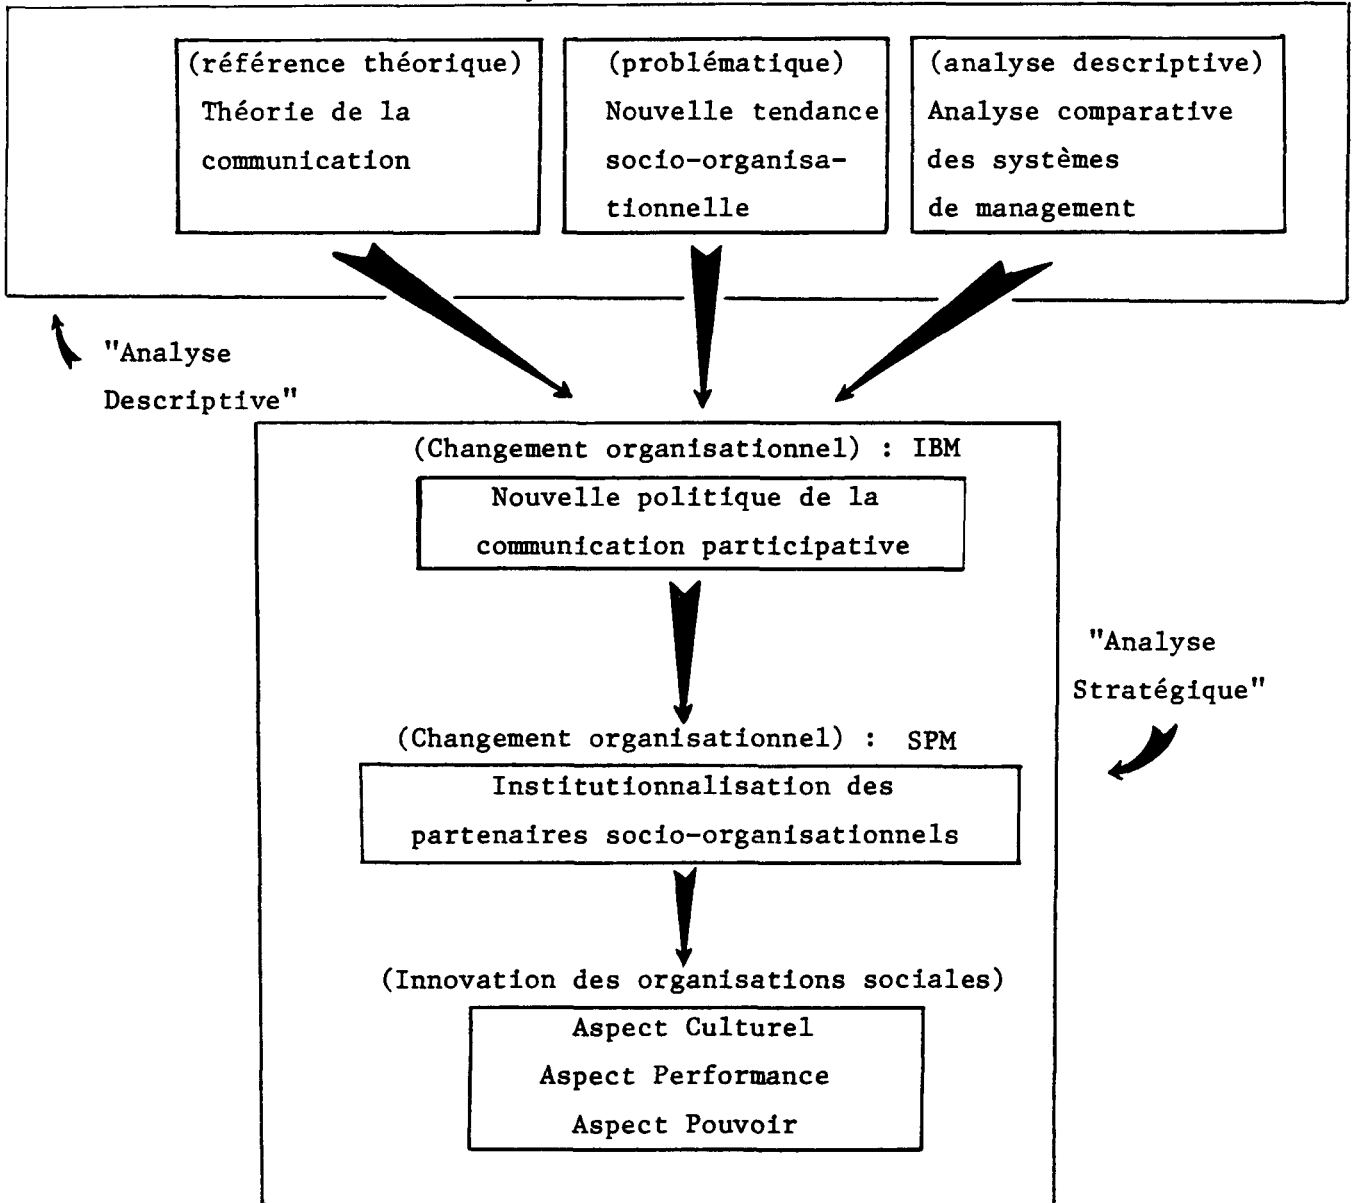 (référence théorique)
Théorie de la
communication
(problématique)
Nouvelle tendance
socio-organisa-
tionnelle
(analyse descriptive)
Analyse comparative
des systèmes
de management
"Analyse
Descriptive"
(Changement organisationnel) : IBM
Nouvelle politique de la
communication participative
"Analyse
Stratégique"
(Changement organisationnel) : SPM
Institutionnalisation des
partenaires socio-organisationnels
(Innovation des organisations sociales)
Aspect Culturel
Aspect Performance
Aspect Pouvoir